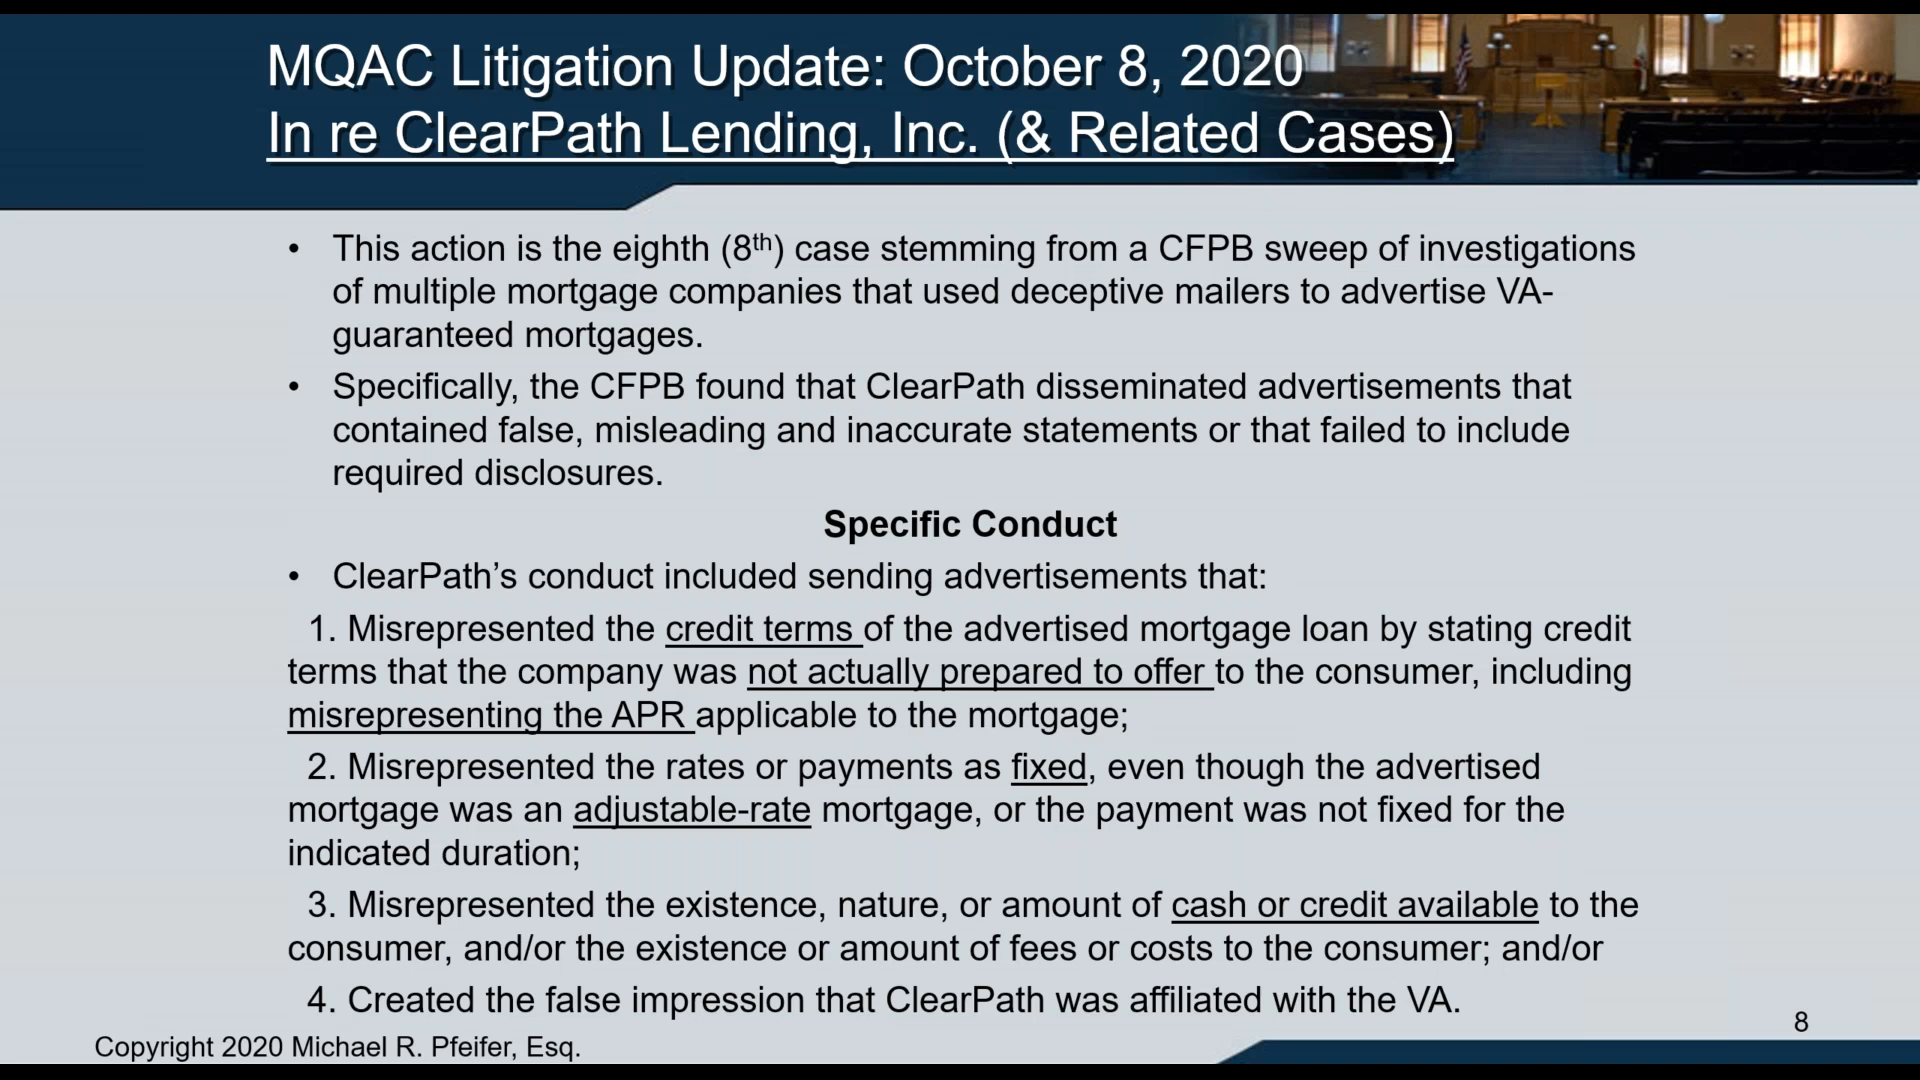 MQAC Litigation Update: October 8, 2020
In re ClearPath Lending, Inc. (& Related Cases)
• This action is the eighth (8th) case stemming from a CFPB sweep of investigations
of multiple mortgage companies that used deceptive mailers to advertise VA-
guaranteed mortgages.
• Specifically, the CFPB found that ClearPath disseminated advertisements that
contained false, misleading and inaccurate statements or that failed to include
required disclosures.
Specific Conduct
• ClearPath’s conduct included sending advertisements that:
1. Misrepresented the credit terms of the advertised mortgage loan by stating credit
terms that the company was not actually prepared to offer to the consumer, including
misrepresenting the APR applicable to the mortgage;
2. Misrepresented the rates or payments as fixed, even though the advertised
mortgage was an adjustable-rate mortgage, or the payment was not fixed for the
indicated duration;
3. Misrepresented the existence, nature, or amount of cash or credit available to the
consumer, and/or the existence or amount of fees or costs to the consumer; and/or
4. Created the false impression that ClearPath was affiliated with the VA.
8
Copyright 2020 Michael R. Pfeifer, Esq.